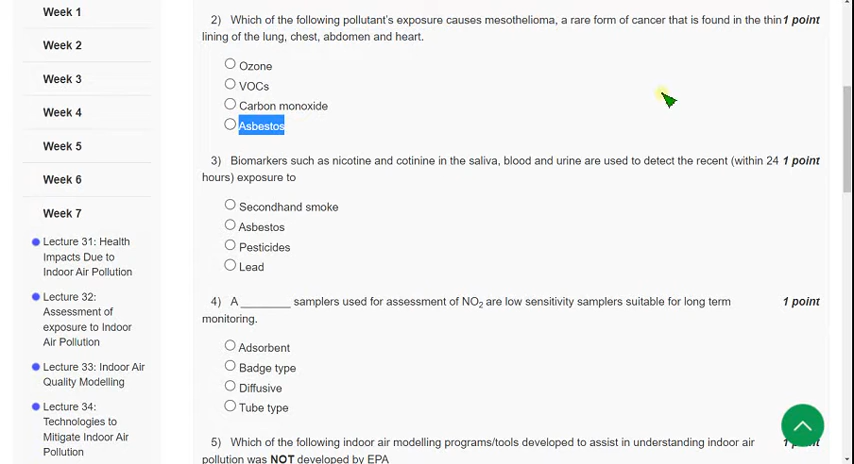 Week 1
Week 2
Week 3
Week 4
Week 5
Week 6
Week 7
Lecture 31: Health
Impacts Due to
Indoor Air Pollution
Lecture 32:
Assessment of
exposure to Indoor
Air Pollution
Lecture 33: Indoor Air
Quality Modelling
Lecture 34:
Technologies to
Mitigate Indoor Air
Pollution
2) Which of the following pollutant's exposure causes mesothelioma, a rare form of cancer that is found in the thin 1 point
lining of the lung, chest, abdomen and heart.
Ozone
VOCs
Carbon monoxide
Asbestos
3) Biomarkers such as nicotine and cotinine in the saliva, blood and urine are used to detect the recent (within 24 1 point
hours) exposure to
Secondhand smoke
Asbestos
Pesticides
Lead
4) A ________ samplers used for assessment of NO2 are low sensitivity samplers suitable for long term 1 point
monitoring.
Adsorbent
Badge type
Diffusive
Tube type
5) Which of the following indoor air modelling programs/tools developed to assist in understanding indoor air
pollution was NOT developed by EPA